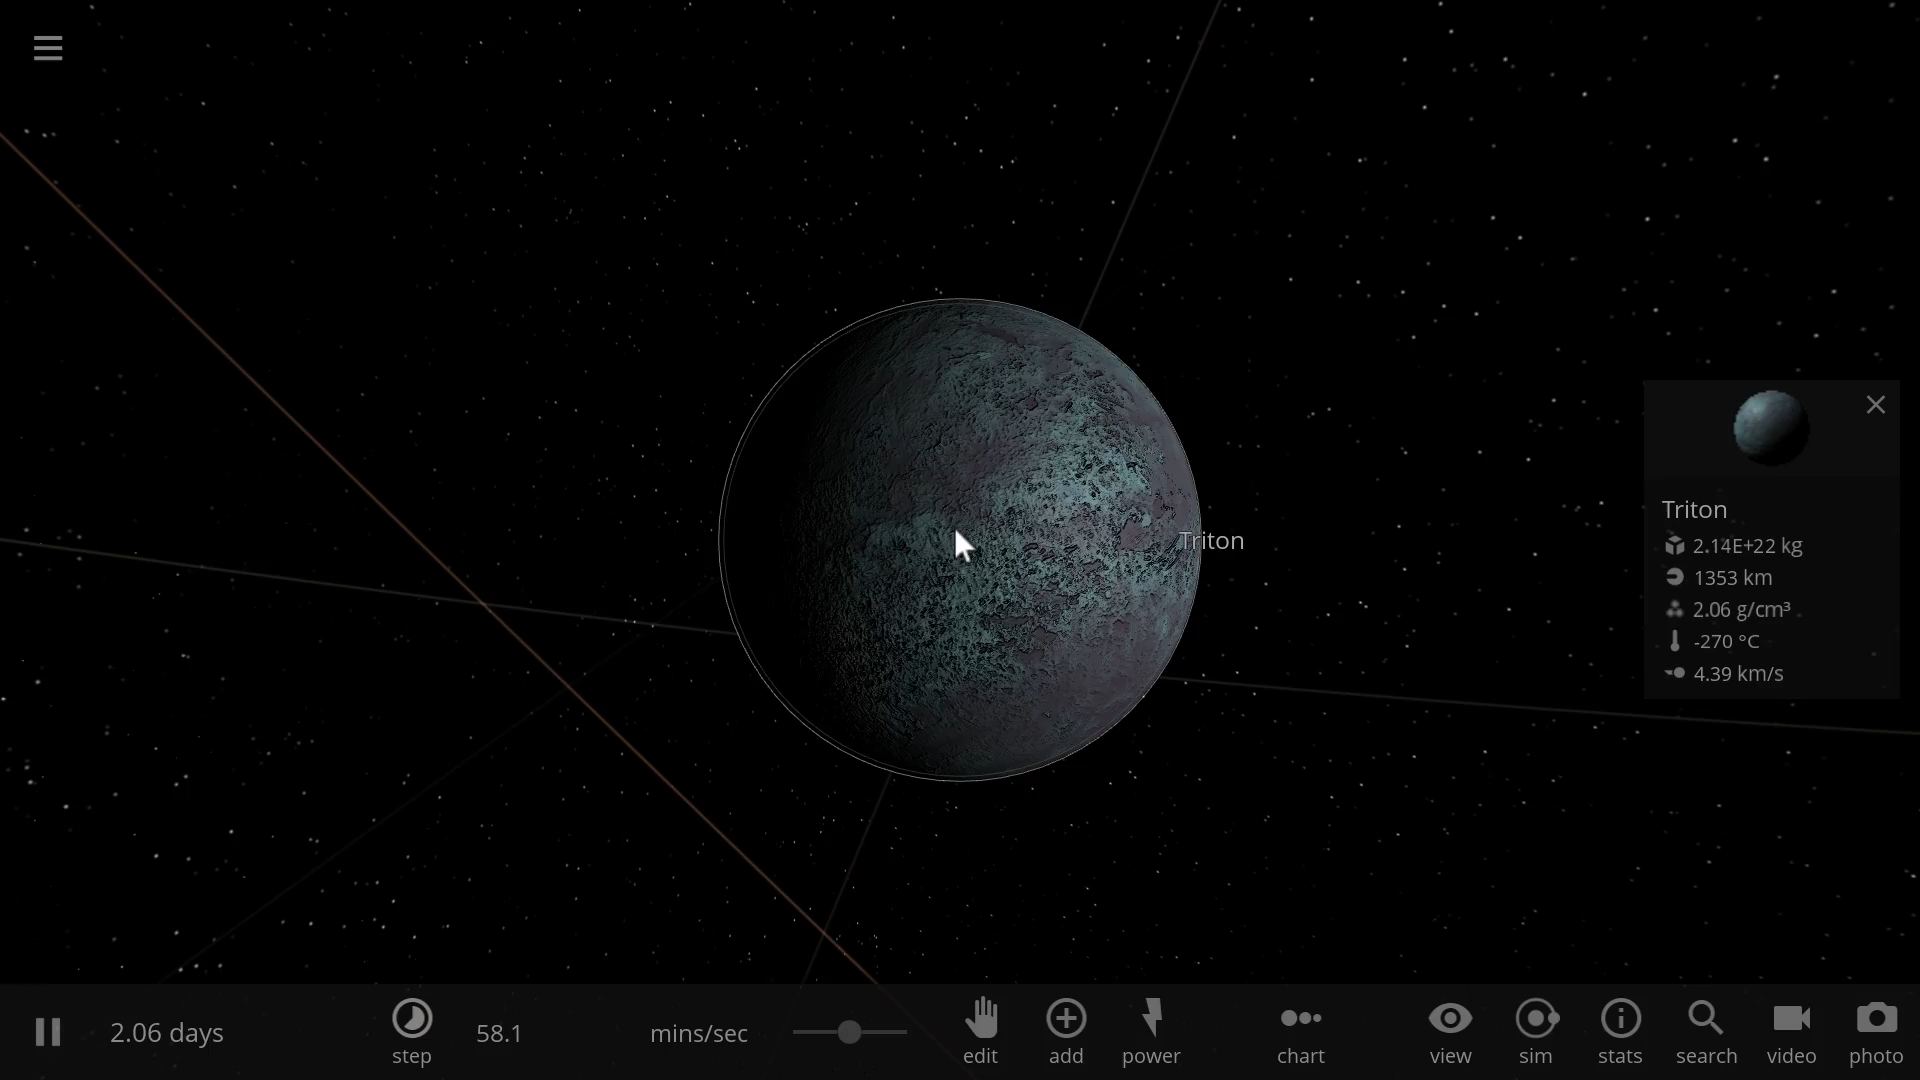 Triton
Triton
2.14E+22 kg
1353 km
2.06 g/cm³
-270 °C
4.39 km/s
2.06 days
step
58.1
mins/sec
edit
add
power
chart
view
sim
stats
search
video
photo